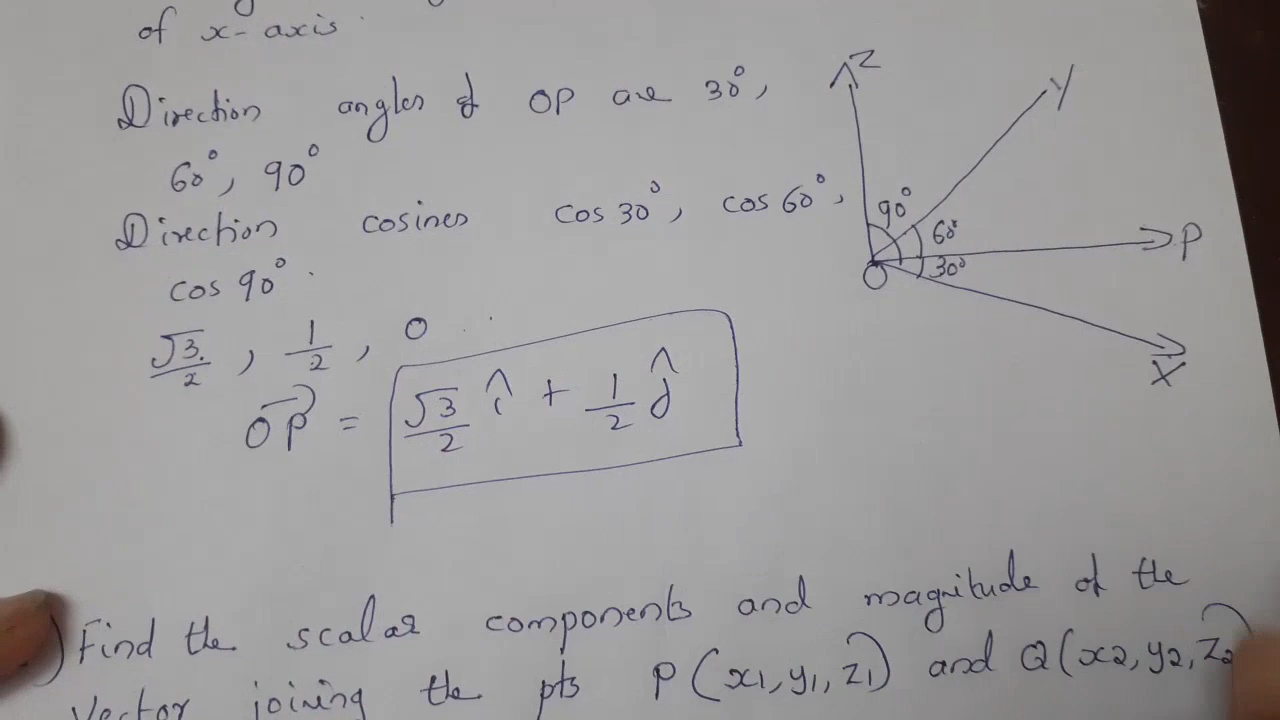 of x-axis.
Direction angles of OP are 30°,
60°, 90°
Direction cosines cos 30°, cos 60°,
cos 90°.
√3/2, 1/2, 0
OP⃗ = √3/2 î + 1/2 ĵ
Z
Y
90°
60°
P
30°
O
X
) Find the scalar components and magnitude of the
vector joining the pts P(x₁, y₁, z₁) and Q(x₂, y₂, z₂)